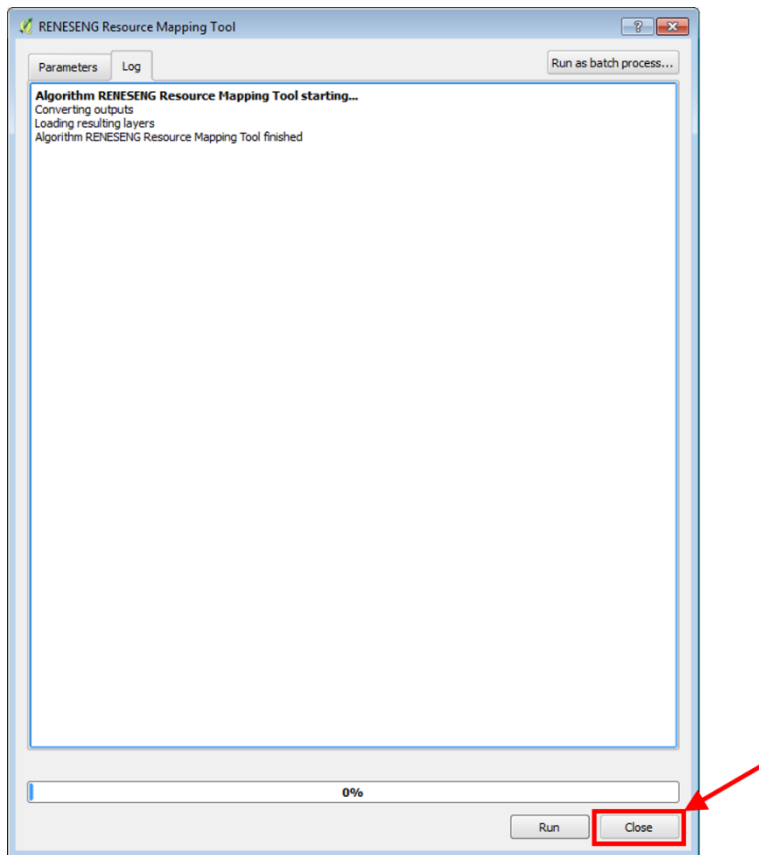 RENESENG Resource Mapping Tool
Parameters
Log
Run as batch process...
Algorithm RENESENG Resource Mapping Tool starting...
Converting outputs
Loading resulting layers
Algorithm RENESENG Resource Mapping Tool finished
0%
Run
Close